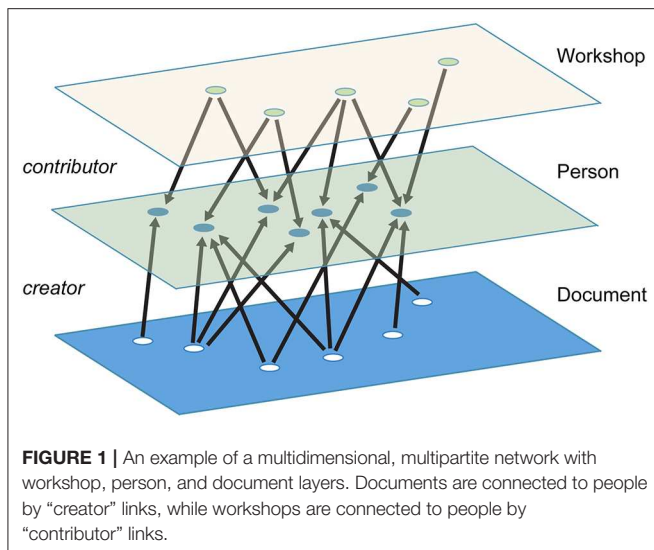 Workshop
contributor
Person
creator
Document
FIGURE 1 | An example of a multidimensional, multipartite network with
workshop, person, and document layers. Documents are connected to people
by “creator” links, while workshops are connected to people by
“contributor” links.